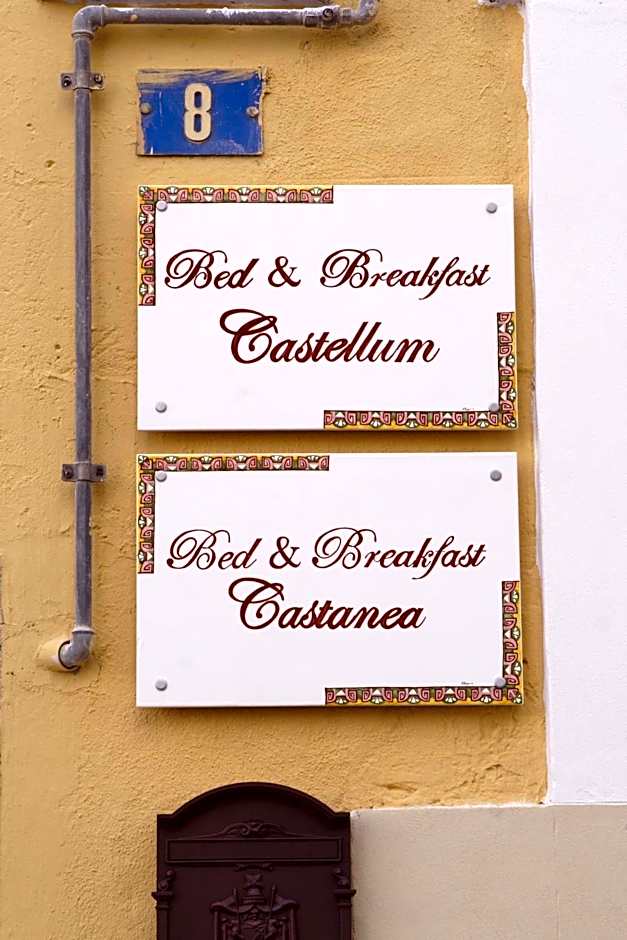 8
Bed & Breakfast
Castellum
Bed & Breakfast
Castanea